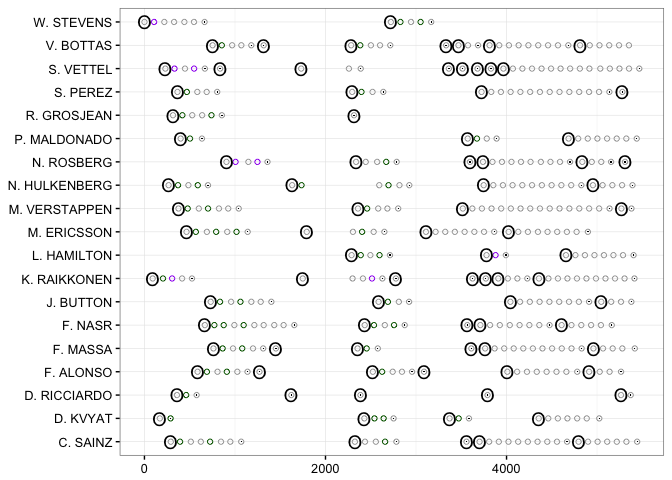 W. STEVENS
V. BOTTAS
S. VETTEL
S. PEREZ
R. GROSJEAN
P. MALDONADO
N. ROSBERG
N. HULKENBERG
M. VERSTAPPEN
M. ERICSSON
L. HAMILTON
K. RAIKKONEN
J. BUTTON
F. NASR
F. MASSA
F. ALONSO
D. RICCIARDO
D. KVYAT
C. SAINZ
0 2000 4000